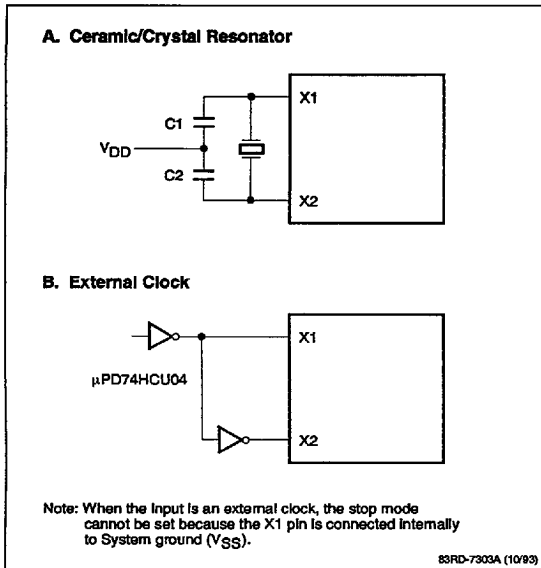 A. Ceramic/Crystal Resonator
X1
C1
VDD
C2
X2
B. External Clock
X1
μPD74HCU04
X2
Note: When the Input is an external clock, the stop mode
cannot be set because the X1 pin is connected internally
to System ground (VSS).
83RD-7303A (10/93)